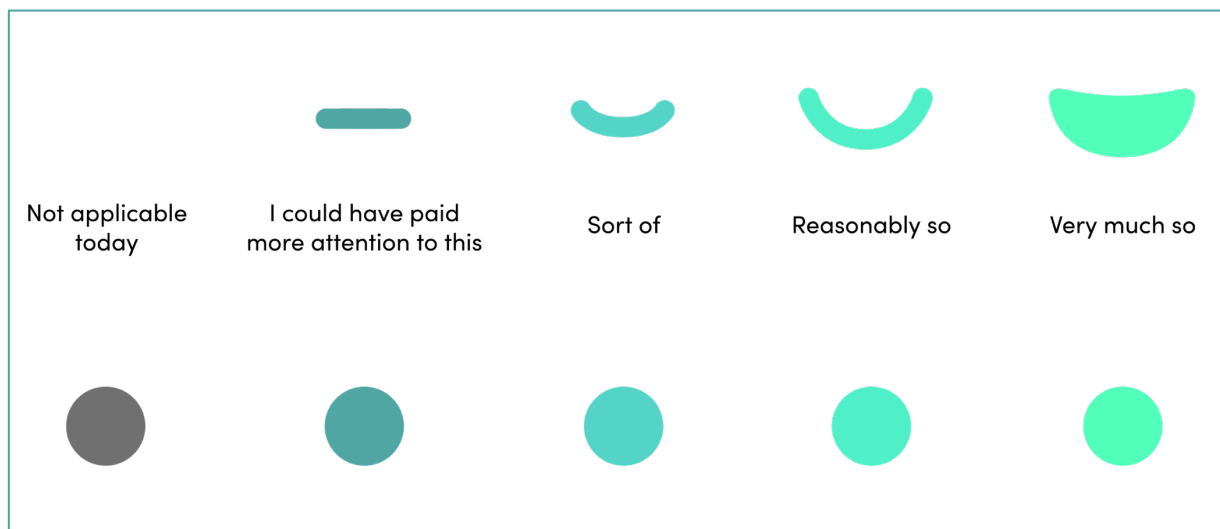 Not applicable
today
I could have paid
more attention to this
Sort of
Reasonably so
Very much so